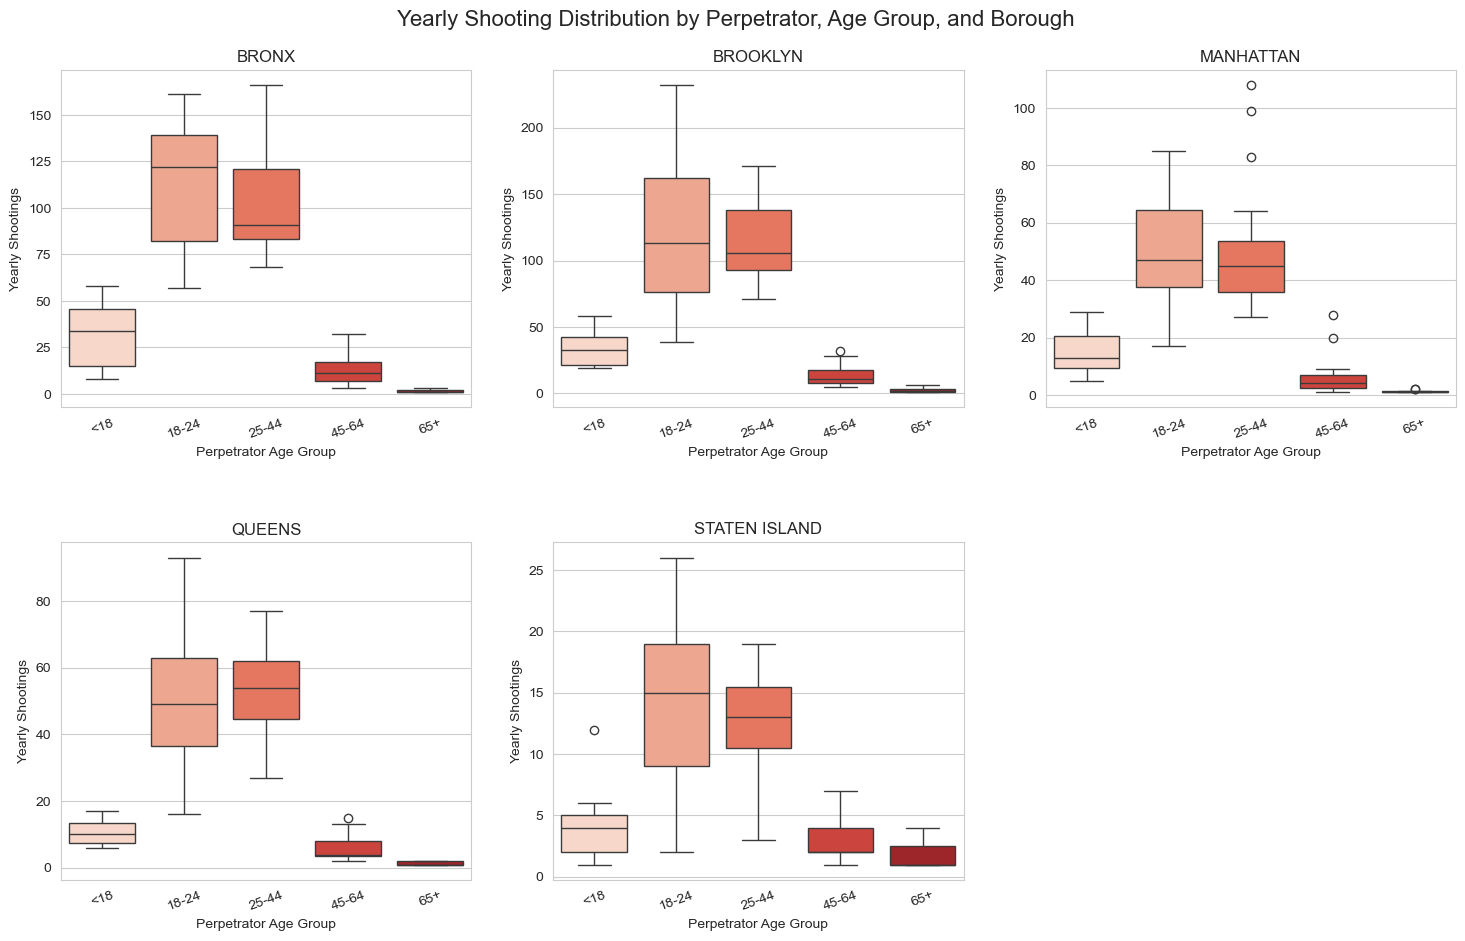 Yearly Shooting Distribution by Perpetrator, Age Group, and Borough
BRONX
Yearly Shootings
150
125
100
75
50
25
0
<18 18-24 25-44 45-64 65+
Perpetrator Age Group
BROOKLYN
Yearly Shootings
200
150
100
50
0
<18 18-24 25-44 45-64 65+
Perpetrator Age Group
MANHATTAN
Yearly Shootings
100
80
60
40
20
0
<18 18-24 25-44 45-64 65+
Perpetrator Age Group
QUEENS
Yearly Shootings
80
60
40
20
0
<18 18-24 25-44 45-64 65+
Perpetrator Age Group
STATEN ISLAND
Yearly Shootings
25
20
15
10
5
0
<18 18-24 25-44 45-64 65+
Perpetrator Age Group